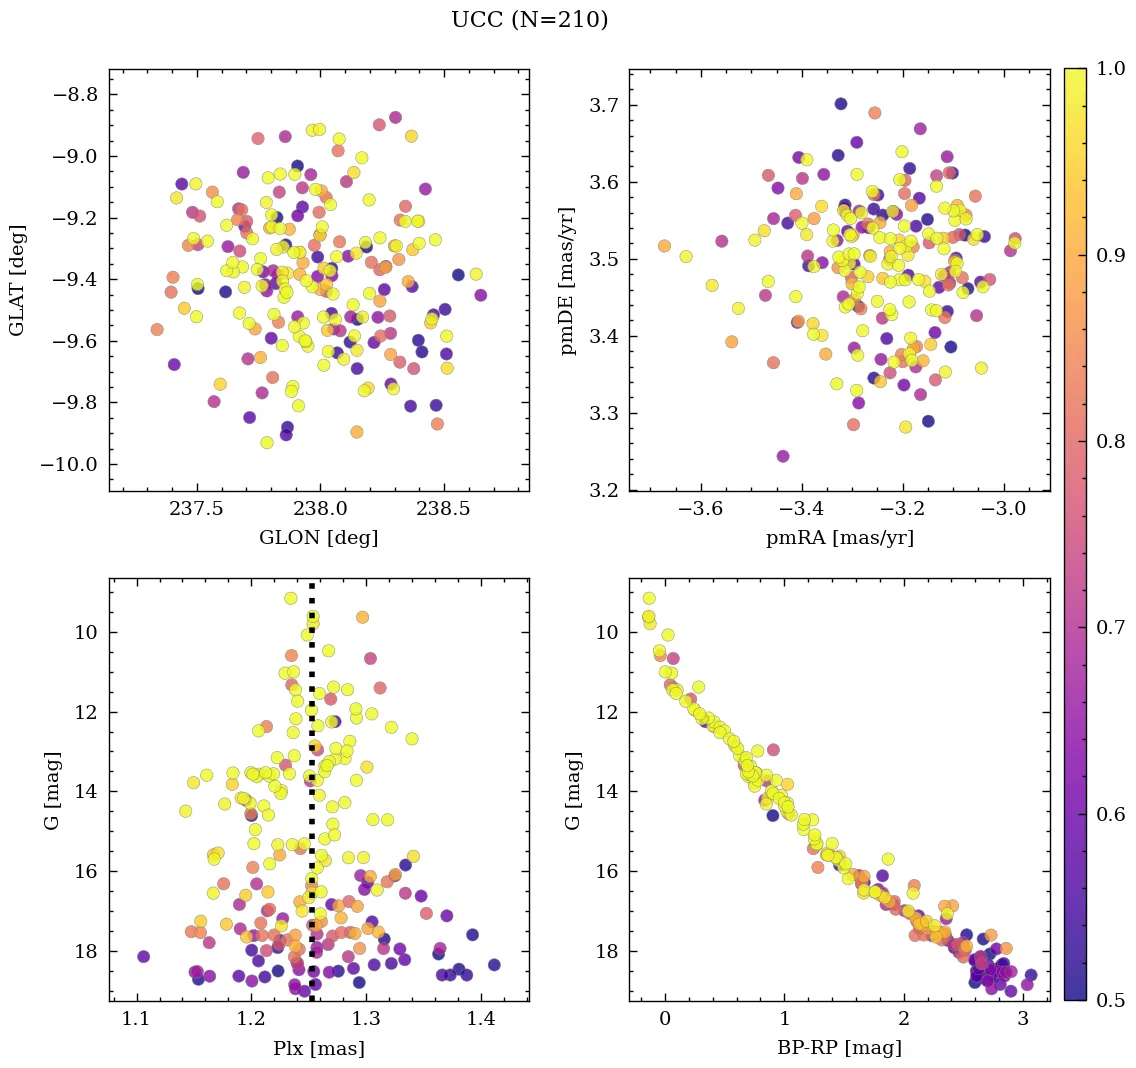 UCC (N=210)
−8.8
−9.0
−9.2
−9.4
−9.6
−9.8
−10.0
GLAT [deg]
237.5 238.0 238.5
GLON [deg]
3.7
3.6
3.5
3.4
3.3
3.2
pmDE [mas/yr]
−3.6 −3.4 −3.2 −3.0
pmRA [mas/yr]
10
12
14
16
18
G [mag]
1.1 1.2 1.3 1.4
Plx [mas]
10
12
14
16
18
G [mag]
0 1 2 3
BP-RP [mag]
1.0
0.9
0.8
0.7
0.6
0.5